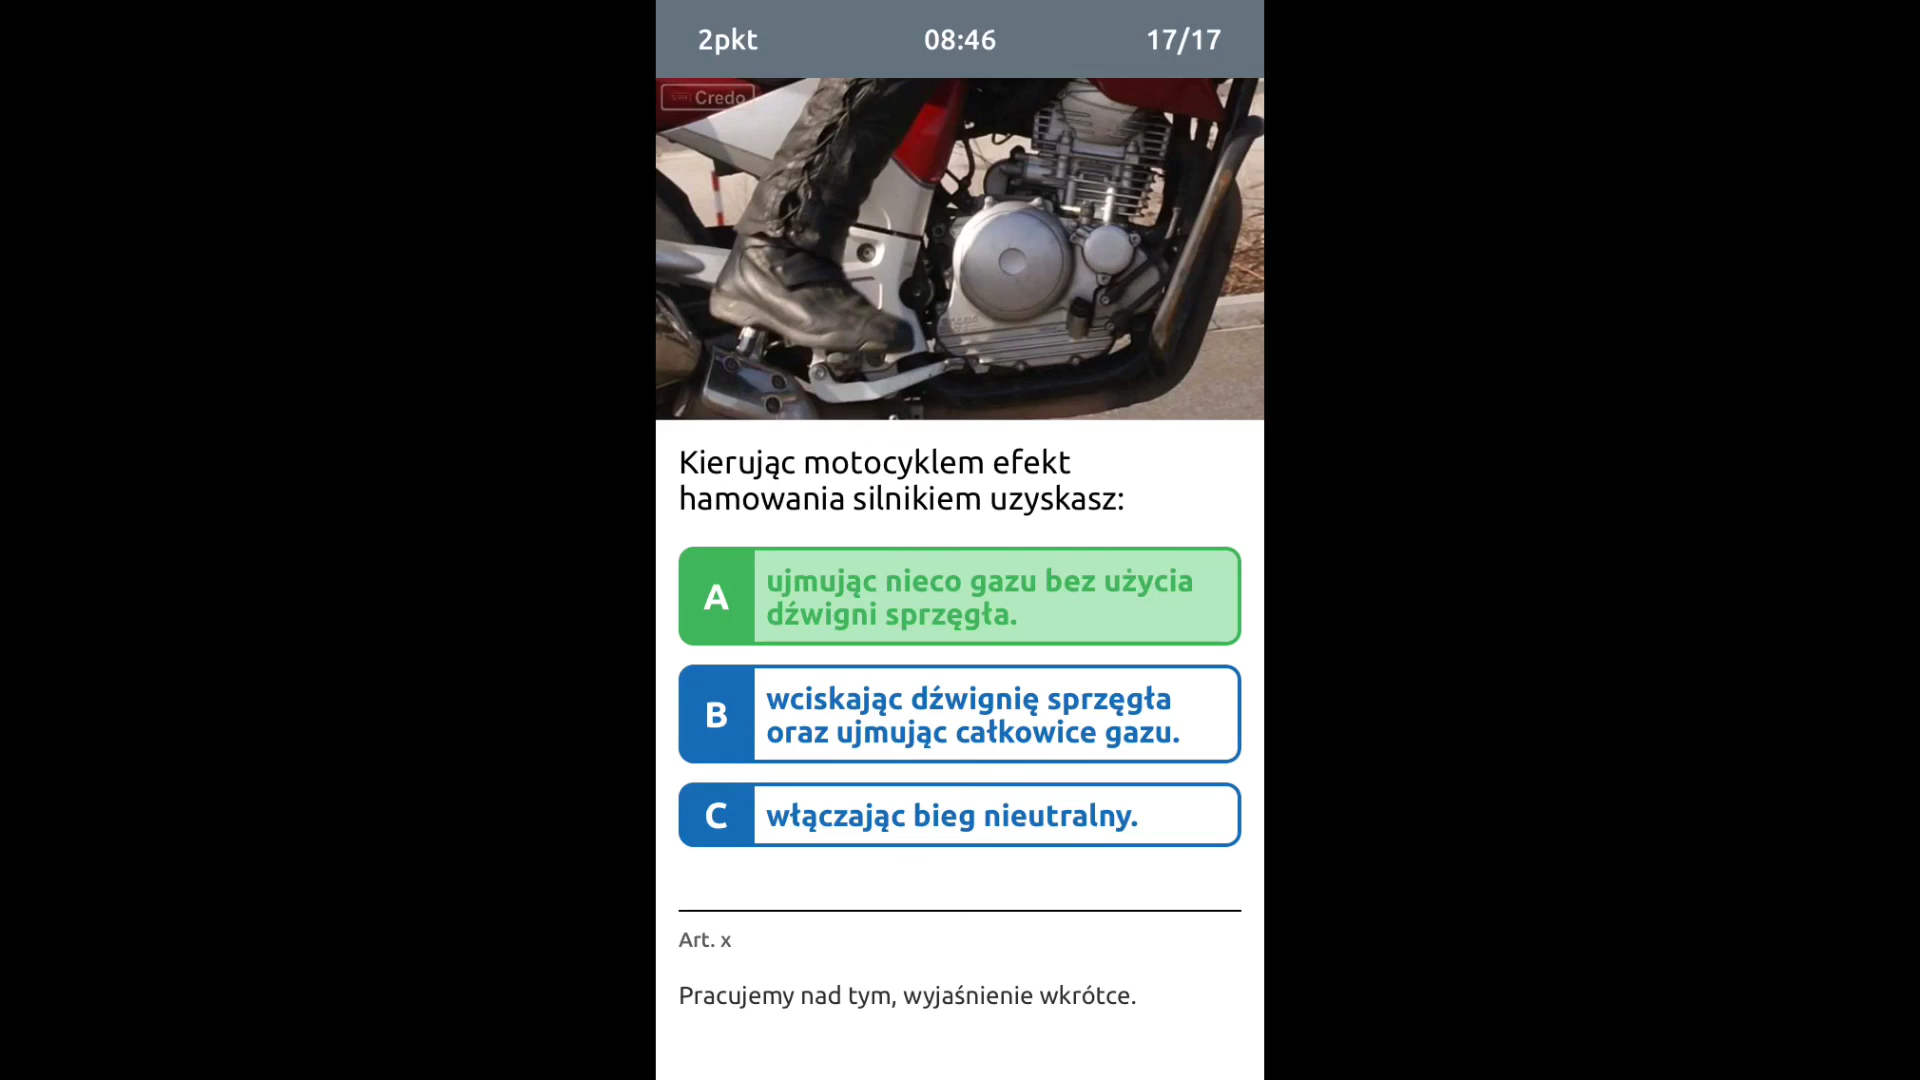 2pkt 08:46 17/17
Credo
Kierując motocyklem efekt
hamowania silnikiem uzyskasz:
A ujmując nieco gazu bez użycia
dźwigni sprzęgła.
B wciskając dźwignię sprzęgła
oraz ujmując całkowice gazu.
C włączając bieg nieutralny.
Art. x
Pracujemy nad tym, wyjaśnienie wkrótce.